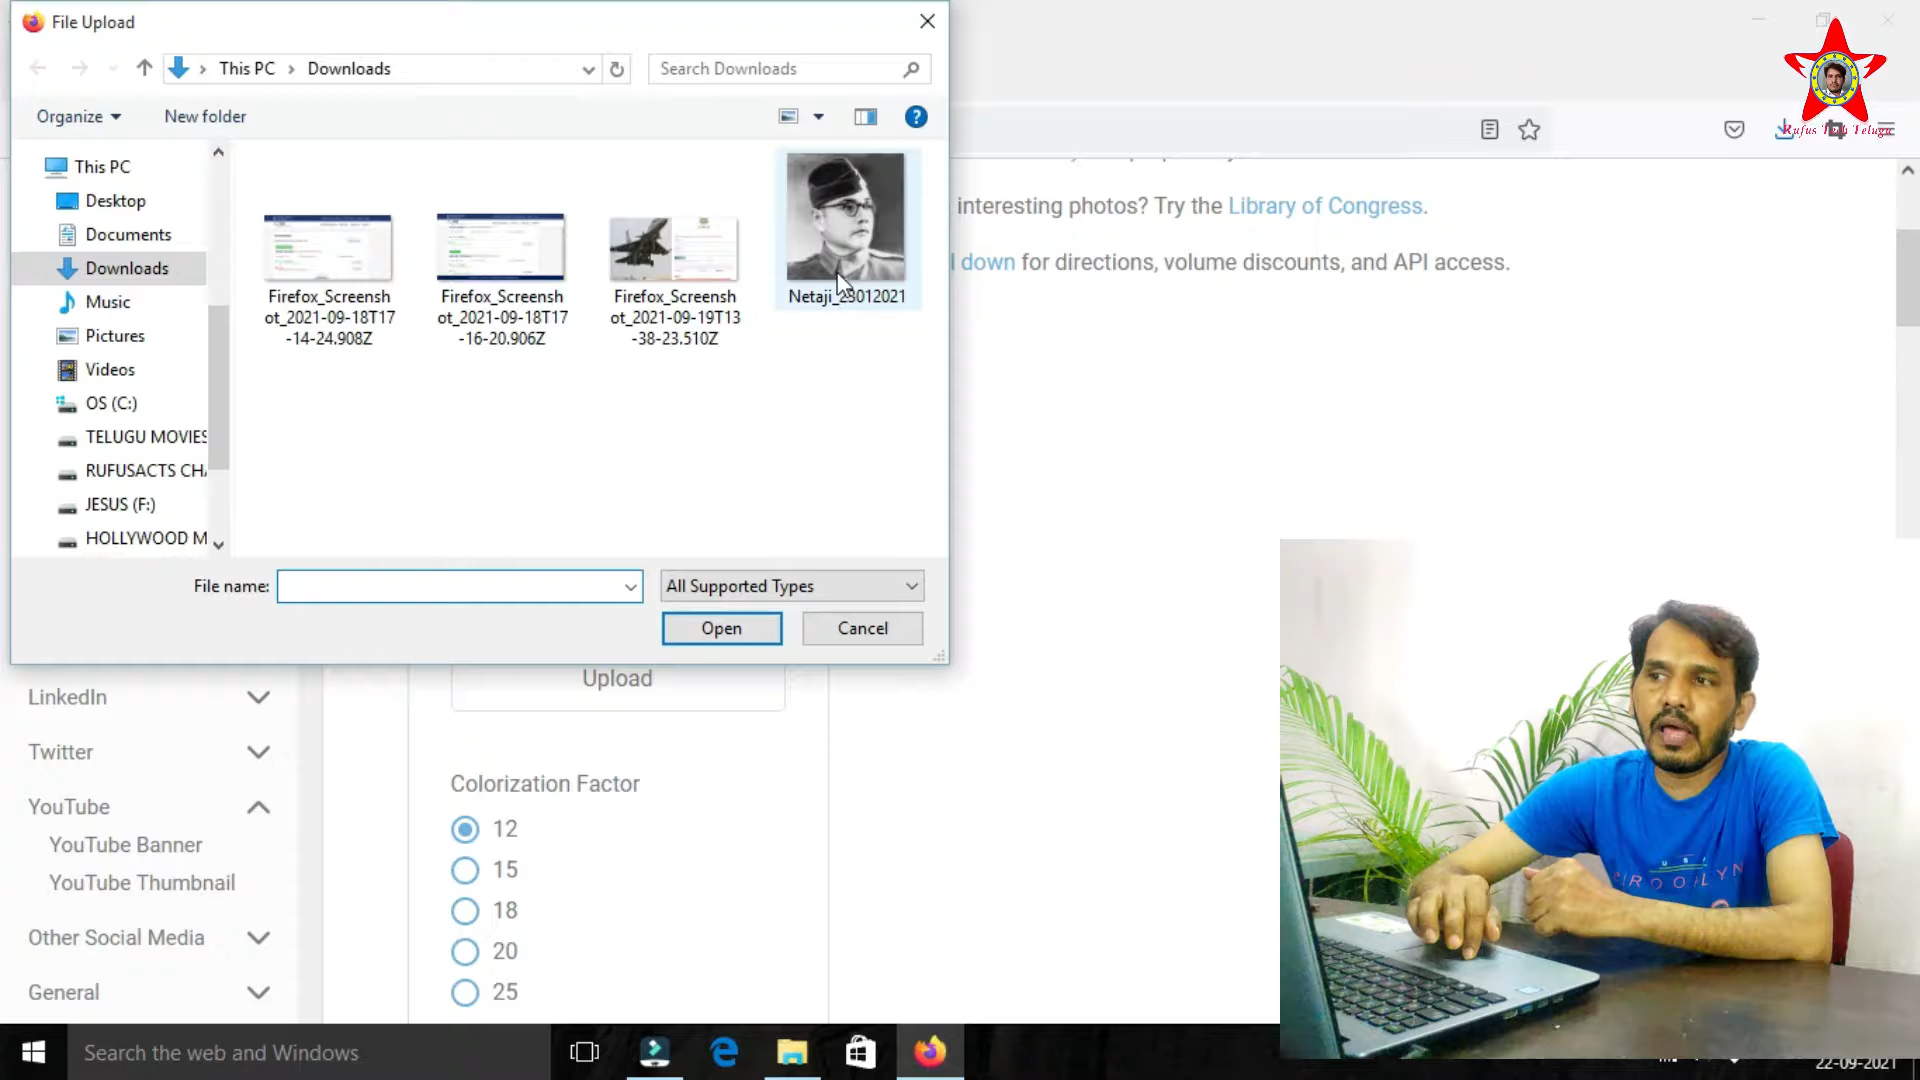 File Upload
This PC
Downloads
Search Downloads
Organize
New folder
This PC
Desktop
Documents
Downloads
Music
Pictures
Videos
OS (C:)
TELUGU MOVIES
RUFUSACTS CHA
JESUS (F:)
HOLLYWOOD M
Firefox_Screensh
ot_2021-09-18T17
-14-24.908Z
Firefox_Screensh
ot_2021-09-18T17
-16-20.906Z
Firefox_Screensh
ot_2021-09-19T13
-38-23.510Z
Netaji_23012021
File name:
All Supported Types
Open
Cancel
Rufus Tech Telugu
interesting photos? Try the Library of Congress.
l down for directions, volume discounts, and API access.
LinkedIn
Twitter
YouTube
YouTube Banner
YouTube Thumbnail
Other Social Media
General
Upload
Colorization Factor
12
15
18
20
25
Search the web and Windows
22-09-2021